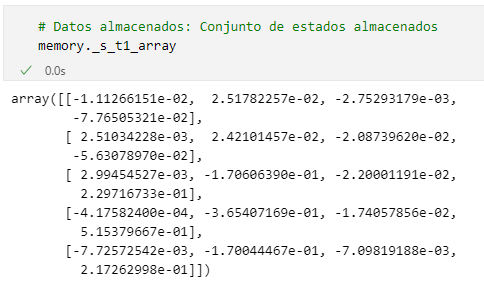 # Datos almacenados: Conjunto de estados almacenados
memory._s_t1_array
0.0s
array([[-1.11266151e-02, 2.51782257e-02, -2.75293179e-03,
-7.76505321e-02],
[ 2.51034228e-03, 2.42101457e-02, -2.08739620e-02,
-5.63078970e-02],
[ 2.99454527e-03, -1.70606390e-01, -2.20001191e-02,
2.29716733e-01],
[-4.17582400e-04, -3.65407169e-01, -1.74057856e-02,
5.15379667e-01],
[-7.72572542e-03, -1.70044467e-01, -7.09819188e-03,
2.17262998e-01]])